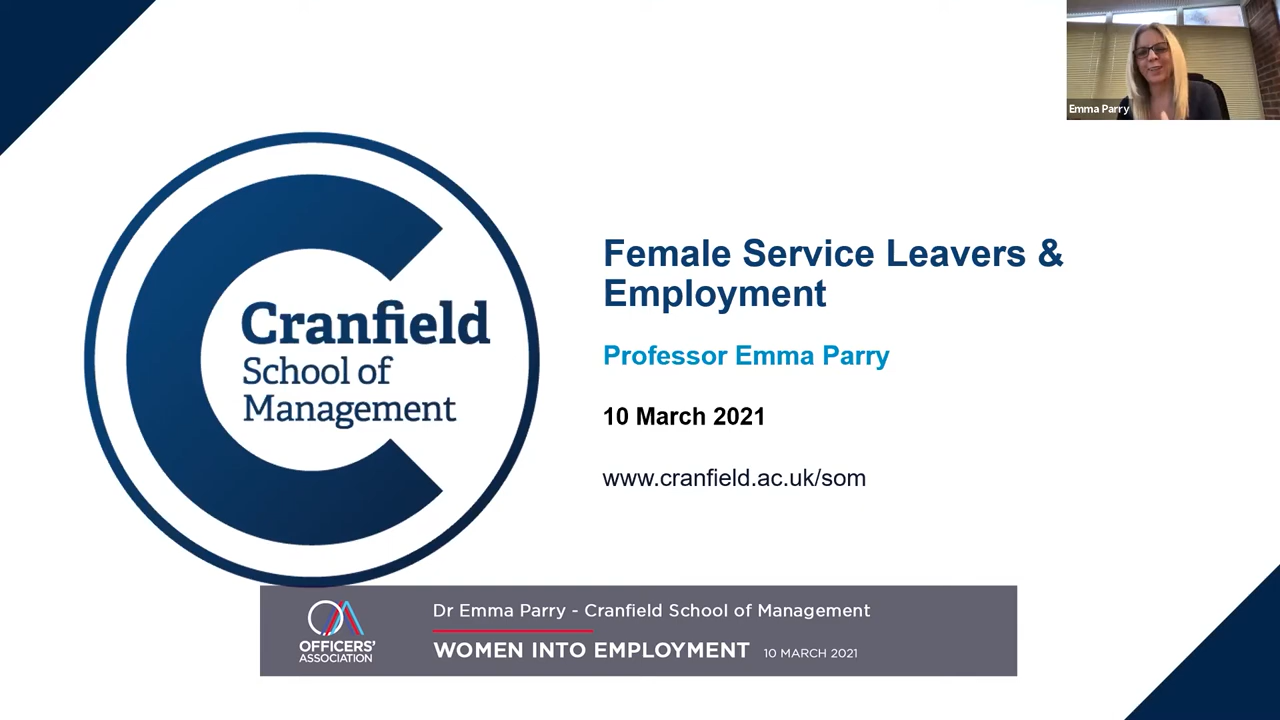 Emma Parry
Cranfield
School of
Management
Female Service Leavers &
Employment
Professor Emma Parry
10 March 2021
www.cranfield.ac.uk/som
OFFICERS'
ASSOCIATION
Dr Emma Parry - Cranfield School of Management
WOMEN INTO EMPLOYMENT 10 MARCH 2021